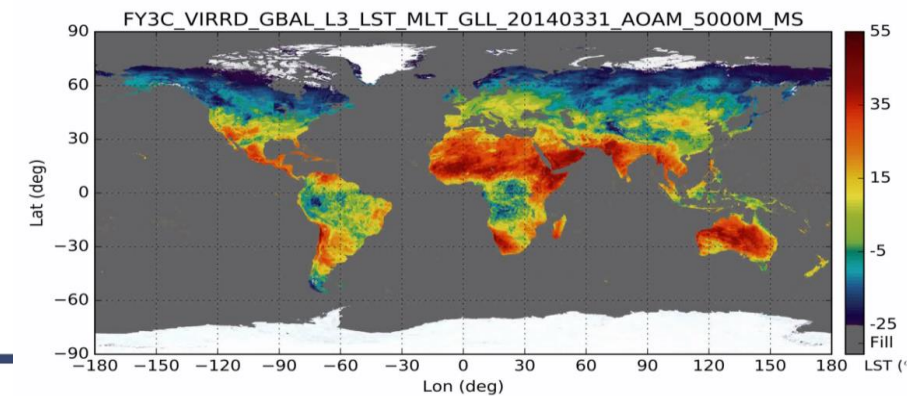 FY3C_VIRRD_GBAL_L3_LST_MLT_GLL_20140331_AOAM_5000M_MS
90
60
30
0
−30
−60
−90
Lat (deg)
−180 −150 −120 −90 −60 −30 0 30 60 90 120 150 180
Lon (deg)
55
35
15
-5
-25
Fill
LST (